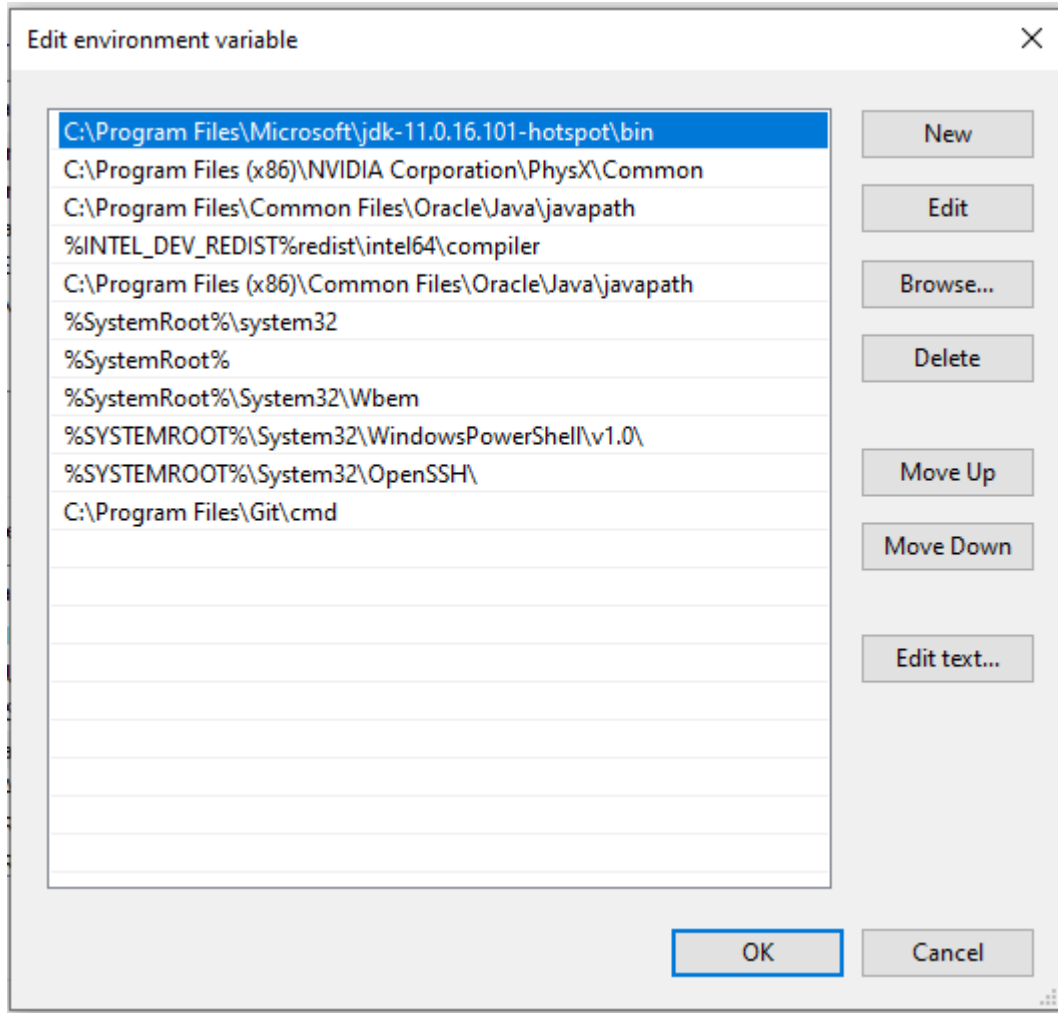 Edit environment variable
C:\Program Files\Microsoft\jdk-11.0.16.101-hotspot\bin
C:\Program Files (x86)\NVIDIA Corporation\PhysX\Common
C:\Program Files\Common Files\Oracle\Java\javapath
%INTEL_DEV_REDIST%redist\intel64\compiler
C:\Program Files (x86)\Common Files\Oracle\Java\javapath
%SystemRoot%\system32
%SystemRoot%
%SystemRoot%\System32\Wbem
%SYSTEMROOT%\System32\WindowsPowerShell\v1.0\
%SYSTEMROOT%\System32\OpenSSH\
C:\Program Files\Git\cmd
New
Edit
Browse...
Delete
Move Up
Move Down
Edit text...
OK
Cancel